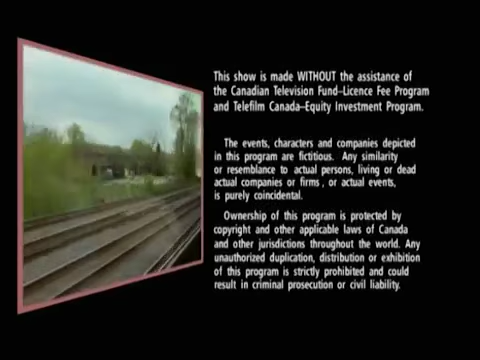 This show is made WITHOUT the assistance of
the Canadian Television Fund–Licence Fee Program
and Telefilm Canada–Equity Investment Program.
The events, characters and companies depicted
in this program are fictitious. Any similarity
or resemblance to actual persons, living or dead
actual companies or firms , or actual events,
is purely coincidental.
Ownership of this program is protected by
copyright and other applicable laws of Canada
and other jurisdictions throughout the world. Any
unauthorized duplication, distribution or exhibition
of this program is strictly prohibited and could
result in criminal prosecution or civil liability.